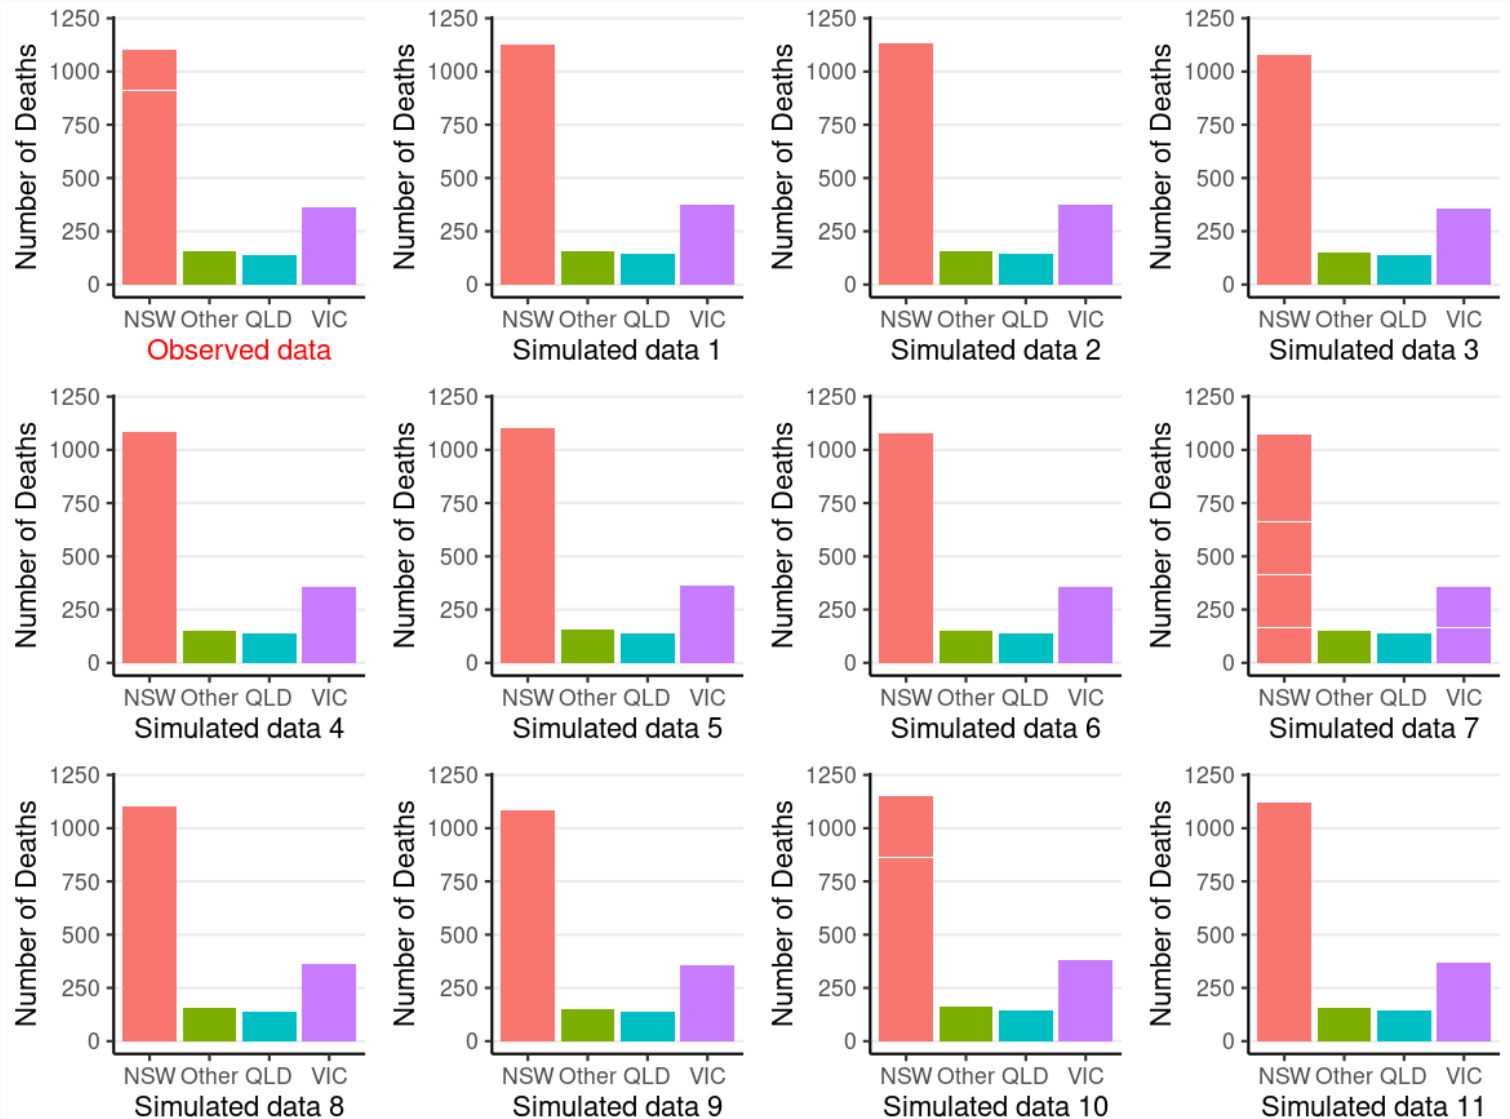 1250
1000
750
500
250
0
Number of Deaths
NSW Other QLD VIC
Observed data
1250
1000
750
500
250
0
Number of Deaths
NSW Other QLD VIC
Simulated data 1
1250
1000
750
500
250
0
Number of Deaths
NSW Other QLD VIC
Simulated data 2
1250
1000
750
500
250
0
Number of Deaths
NSW Other QLD VIC
Simulated data 3
1250
1000
750
500
250
0
Number of Deaths
NSW Other QLD VIC
Simulated data 4
1250
1000
750
500
250
0
Number of Deaths
NSW Other QLD VIC
Simulated data 5
1250
1000
750
500
250
0
Number of Deaths
NSW Other QLD VIC
Simulated data 6
1250
1000
750
500
250
0
Number of Deaths
NSW Other QLD VIC
Simulated data 7
1250
1000
750
500
250
0
Number of Deaths
NSW Other QLD VIC
Simulated data 8
1250
1000
750
500
250
0
Number of Deaths
NSW Other QLD VIC
Simulated data 9
1250
1000
750
500
250
0
Number of Deaths
NSW Other QLD VIC
Simulated data 10
1250
1000
750
500
250
0
Number of Deaths
NSW Other QLD VIC
Simulated data 11